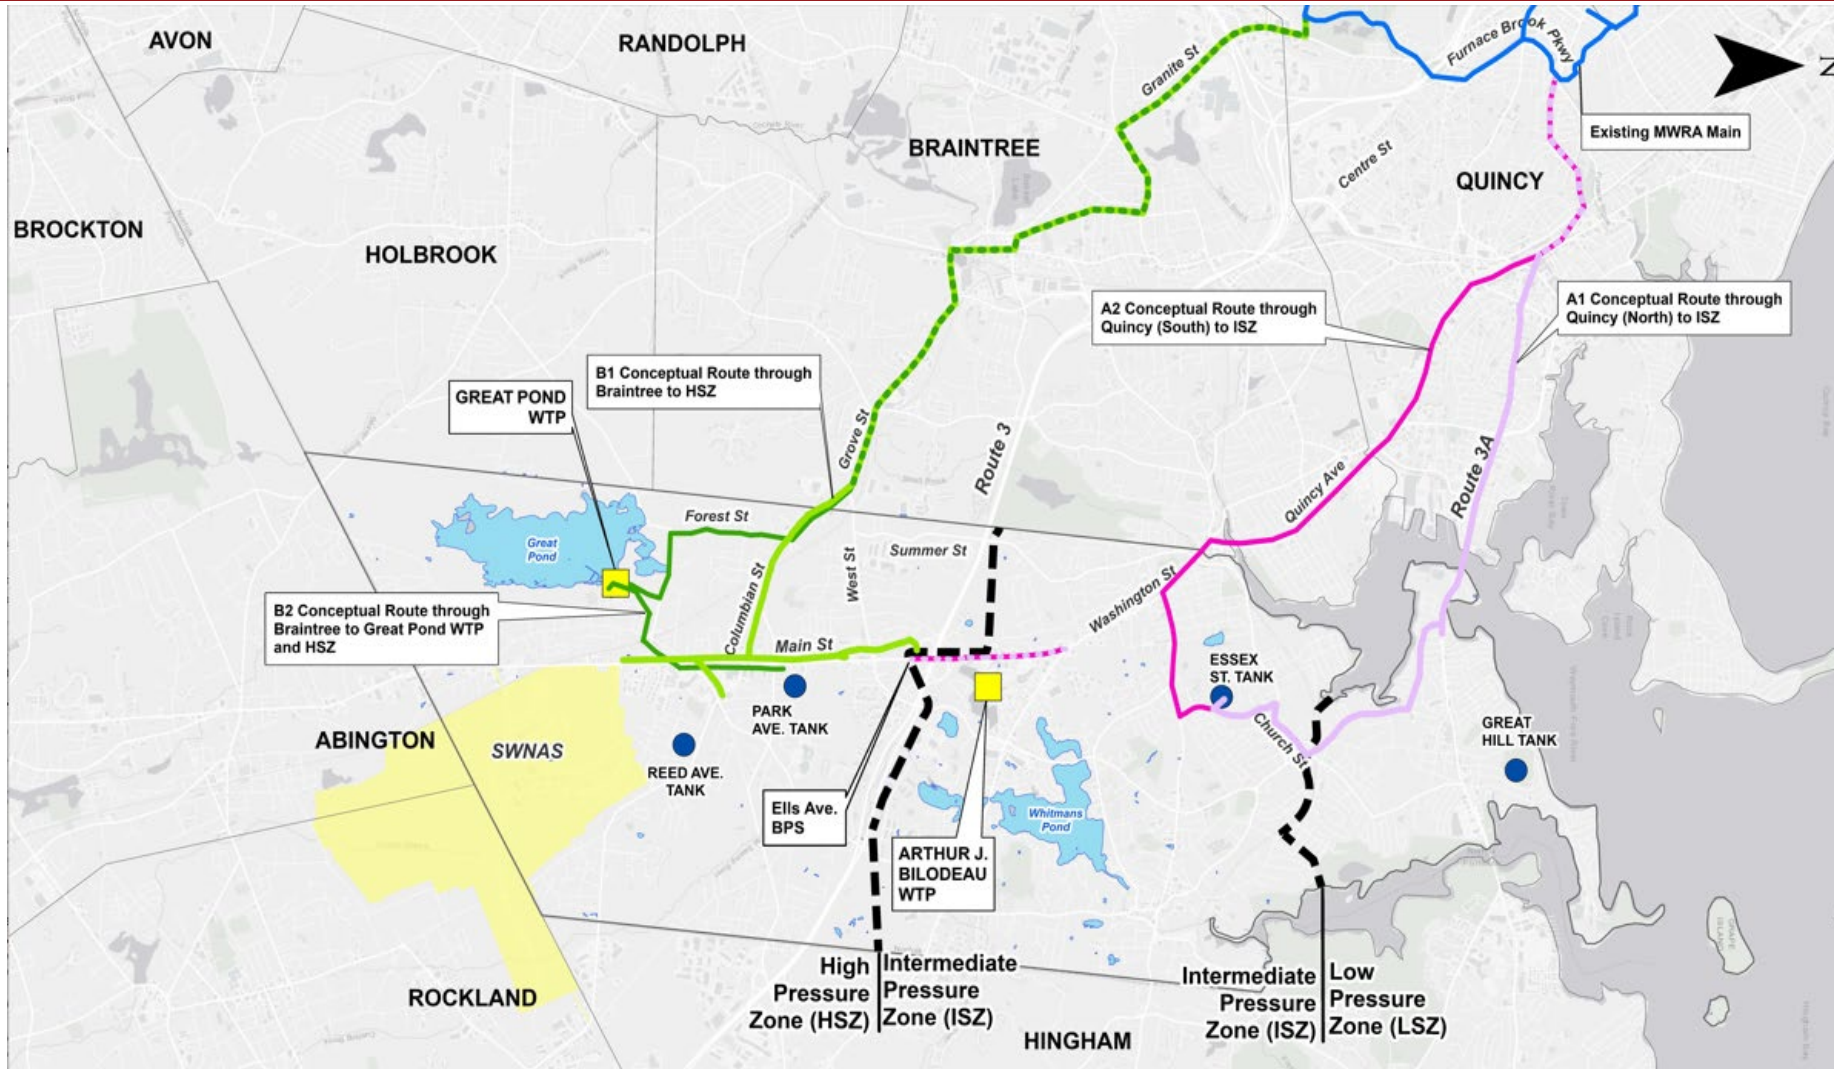 AVON
RANDOLPH
Granite St
Furnace Brook Pkwy
N
Existing MWRA Main
BRAINTREE
Centre St
QUINCY
BROCKTON
HOLBROOK
A2 Conceptual Route through
Quincy (South) to ISZ
A1 Conceptual Route through
Quincy (North) to ISZ
B1 Conceptual Route through
Braintree to HSZ
GREAT POND
WTP
Grove St
Route 3
Route 3A
Quincy Ave
Forest St
Great
Pond
Summer St
West St
Columbian St
Washington St
B2 Conceptual Route through
Braintree to Great Pond WTP
and HSZ
Main St
ESSEX
ST. TANK
PARK
AVE. TANK
Church St
GREAT
HILL TANK
ABINGTON
SWNAS
REED AVE.
TANK
Ells Ave.
BPS
Whitmans
Pond
ARTHUR J.
BILODEAU
WTP
GRAPE
ISLAND
High
Pressure
Zone (HSZ)
Intermediate
Pressure
Zone (ISZ)
Intermediate
Pressure
Zone (ISZ)
Low
Pressure
Zone (LSZ)
ROCKLAND
HINGHAM